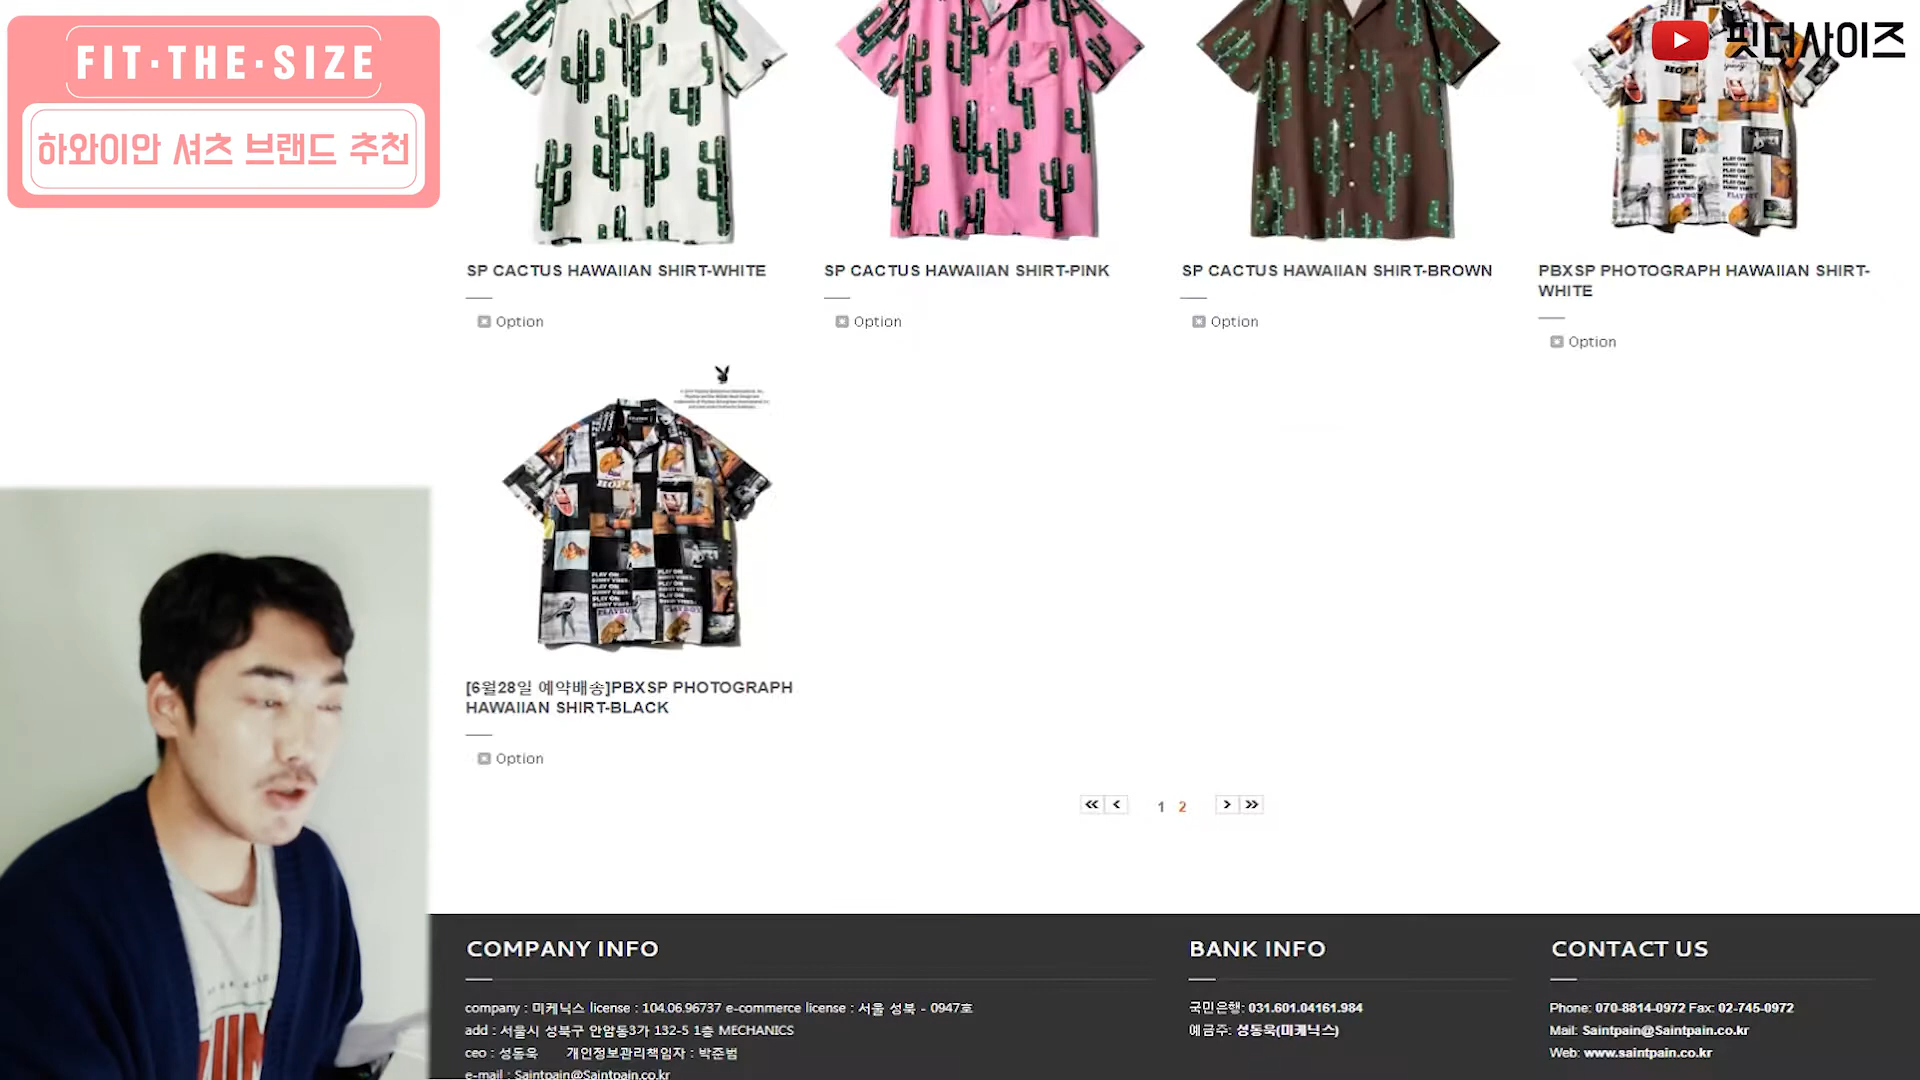 FIT·THE·SIZE
하와이안 셔츠 브랜드 추천
핏더사이즈
SP CACTUS HAWAIIAN SHIRT-WHITE
SP CACTUS HAWAIIAN SHIRT-PINK
SP CACTUS HAWAIIAN SHIRT-BROWN
PBXSP PHOTOGRAPH HAWAIIAN SHIRT-
WHITE
Option
Option
Option
Option
[6월28일 예약배송]PBXSP PHOTOGRAPH
HAWAIIAN SHIRT-BLACK
Option
« < 1 2 > »
COMPANY INFO
company : 미케닉스 license : 104.06.96737 e-commerce license : 서울 성북 - 0947호
add : 서울시 성북구 안암동3가 132-5 1층 MECHANICS
ceo : 성동욱 개인정보관리책임자 : 박준범
e-mail : Saintpain@Saintpain.co.kr
BANK INFO
국민은행: 031.601.04161.984
예금주: 성동욱(미케닉스)
CONTACT US
Phone: 070-8814-0972 Fax: 02-745-0972
Mail: Saintpain@Saintpain.co.kr
Web: www.saintpain.co.kr